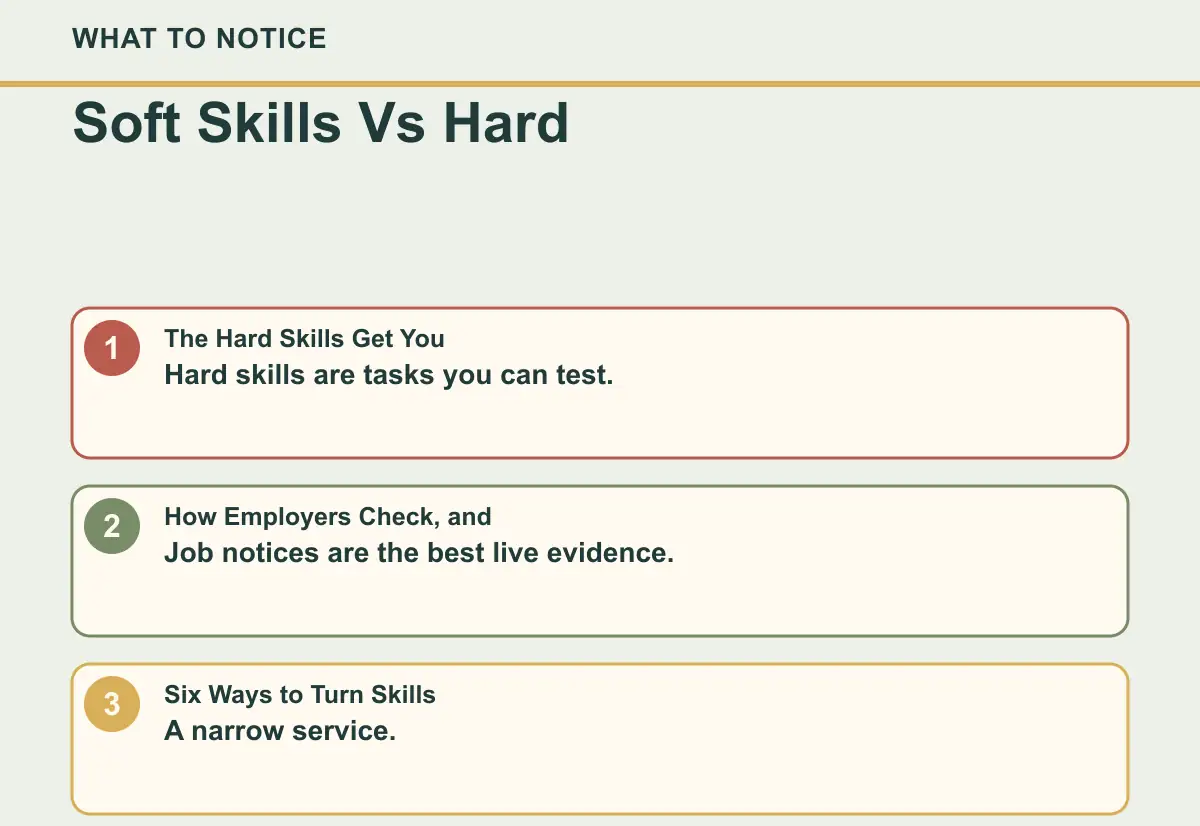 WHAT TO NOTICE
Soft Skills Vs Hard
1
The Hard Skills Get You
Hard skills are tasks you can test.
2
How Employers Check, and
Job notices are the best live evidence.
3
Six Ways to Turn Skills
A narrow service.